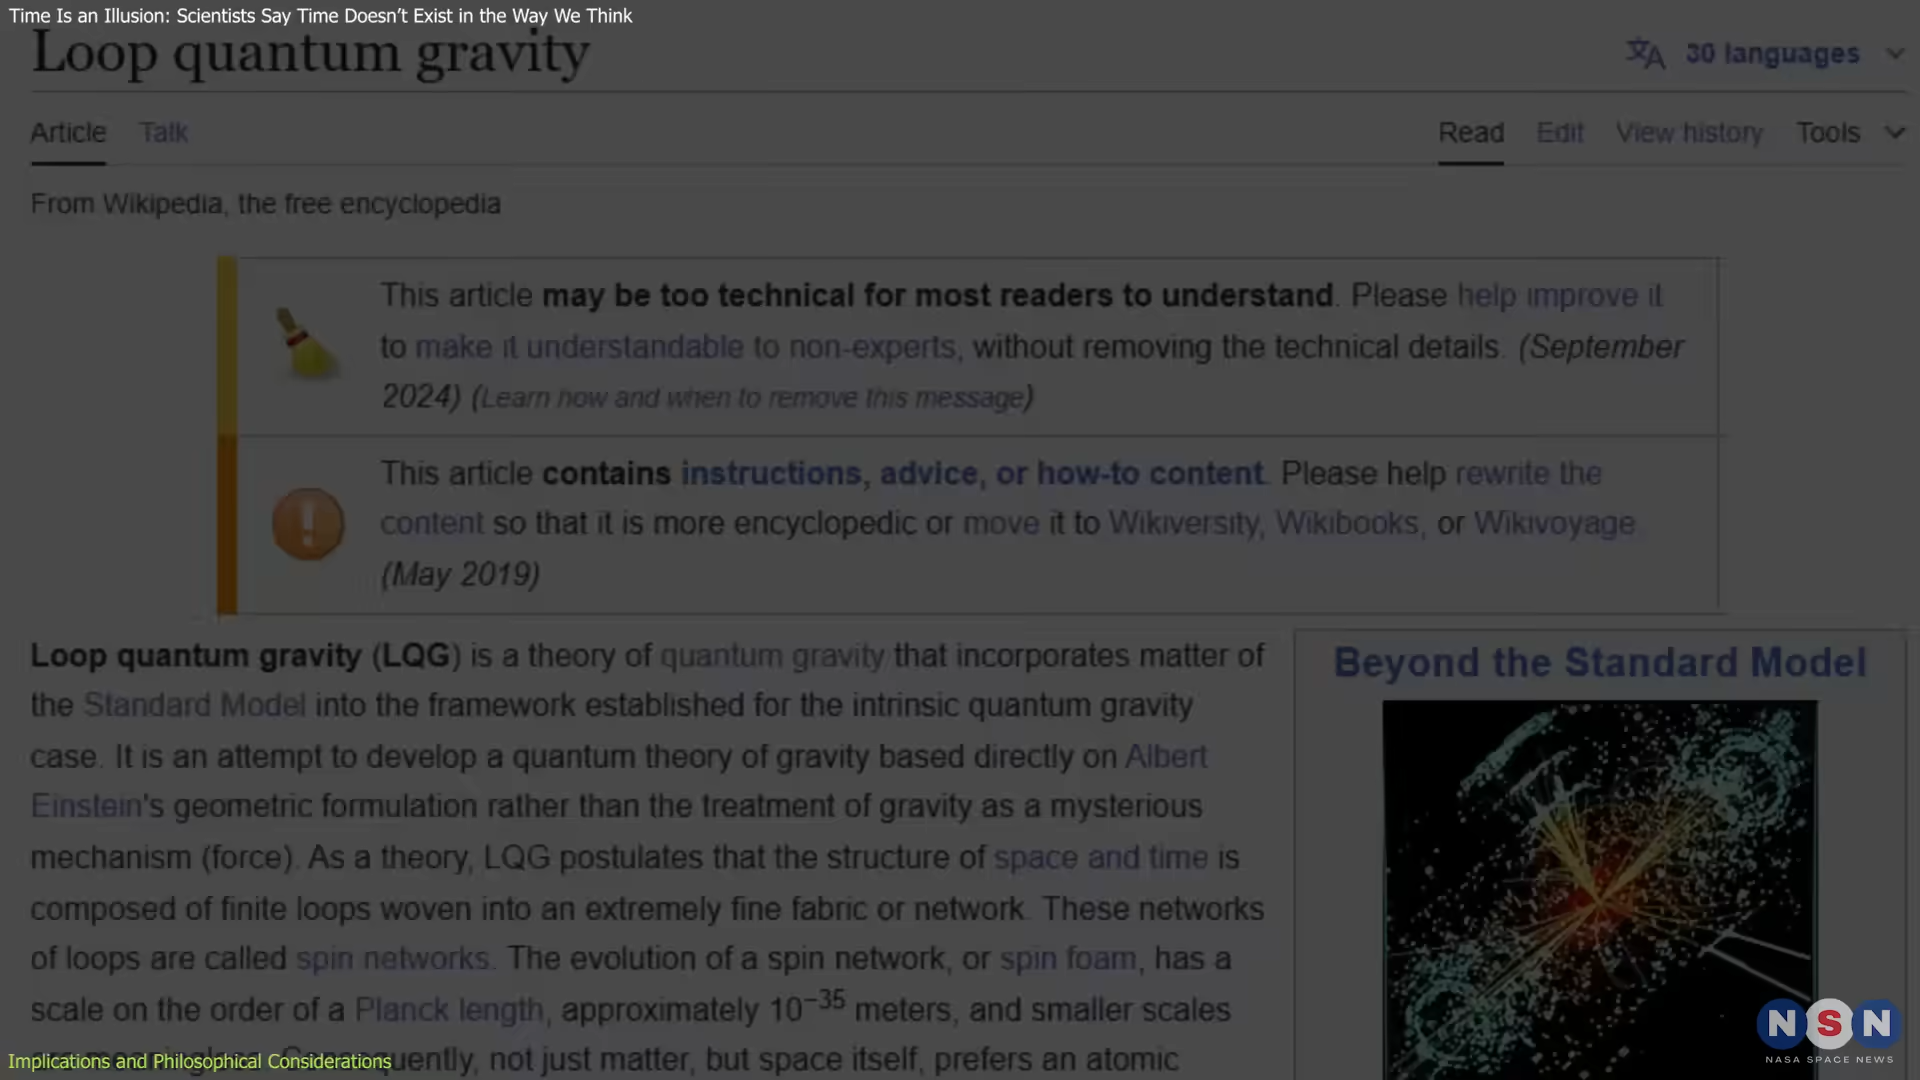 Time Is an Illusion: Scientists Say Time Doesn’t Exist in the Way We Think
Loop quantum gravity
30 languages
Article Talk
Read Edit View history Tools
From Wikipedia, the free encyclopedia
This article may be too technical for most readers to understand. Please help improve it
to make it understandable to non-experts, without removing the technical details. (September
2024) (Learn how and when to remove this message)
This article contains instructions, advice, or how-to content. Please help rewrite the
content so that it is more encyclopedic or move it to Wikiversity, Wikibooks, or Wikivoyage.
(May 2019)
Loop quantum gravity (LQG) is a theory of quantum gravity that incorporates matter of
the Standard Model into the framework established for the intrinsic quantum gravity
case. It is an attempt to develop a quantum theory of gravity based directly on Albert
Einstein's geometric formulation rather than the treatment of gravity as a mysterious
mechanism (force). As a theory, LQG postulates that the structure of space and time is
composed of finite loops woven into an extremely fine fabric or network. These networks
of loops are called spin networks. The evolution of a spin network, or spin foam, has a
scale on the order of a Planck length, approximately 10⁻³⁵ meters, and smaller scales
not just matter, but space itself, prefers an atomic
Beyond the Standard Model
Implications and Philosophical Considerations
NSN
NASA SPACE NEWS